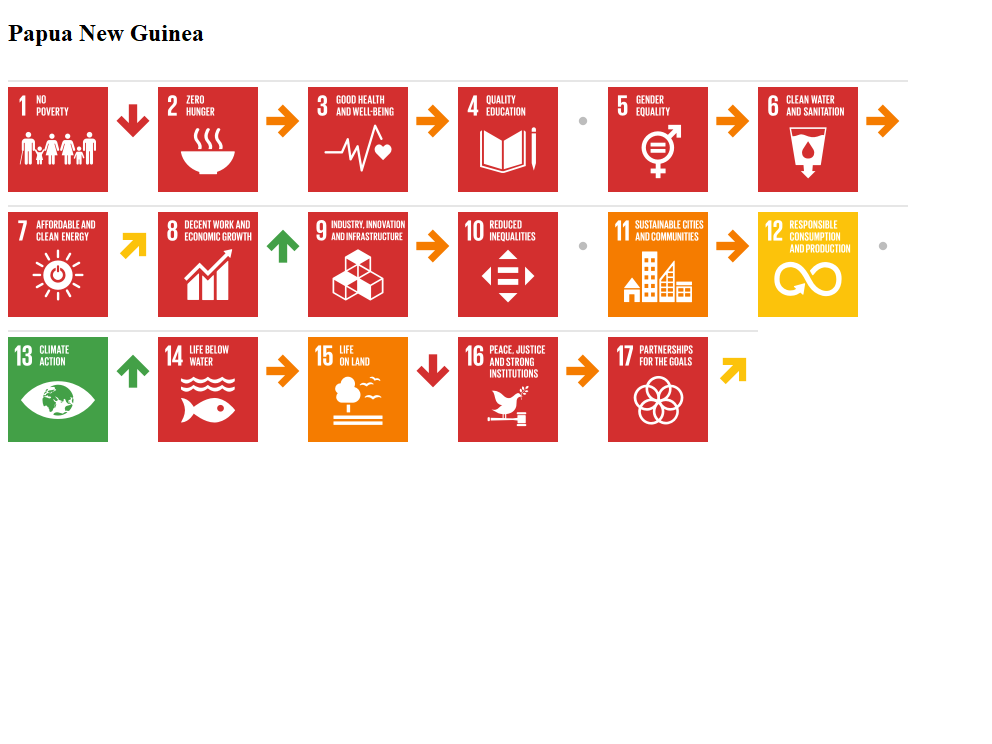 Papua New Guinea
1 NO
POVERTY
2 ZERO
HUNGER
3 GOOD HEALTH
AND WELL-BEING
4 QUALITY
EDUCATION
5 GENDER
EQUALITY
6 CLEAN WATER
AND SANITATION
7 AFFORDABLE AND
CLEAN ENERGY
8 DECENT WORK AND
ECONOMIC GROWTH
9 INDUSTRY, INNOVATION
AND INFRASTRUCTURE
10 REDUCED
INEQUALITIES
11 SUSTAINABLE CITIES
AND COMMUNITIES
12 RESPONSIBLE
CONSUMPTION
AND PRODUCTION
13 CLIMATE
ACTION
14 LIFE BELOW
WATER
15 LIFE
ON LAND
16 PEACE, JUSTICE
AND STRONG
INSTITUTIONS
17 PARTNERSHIPS
FOR THE GOALS